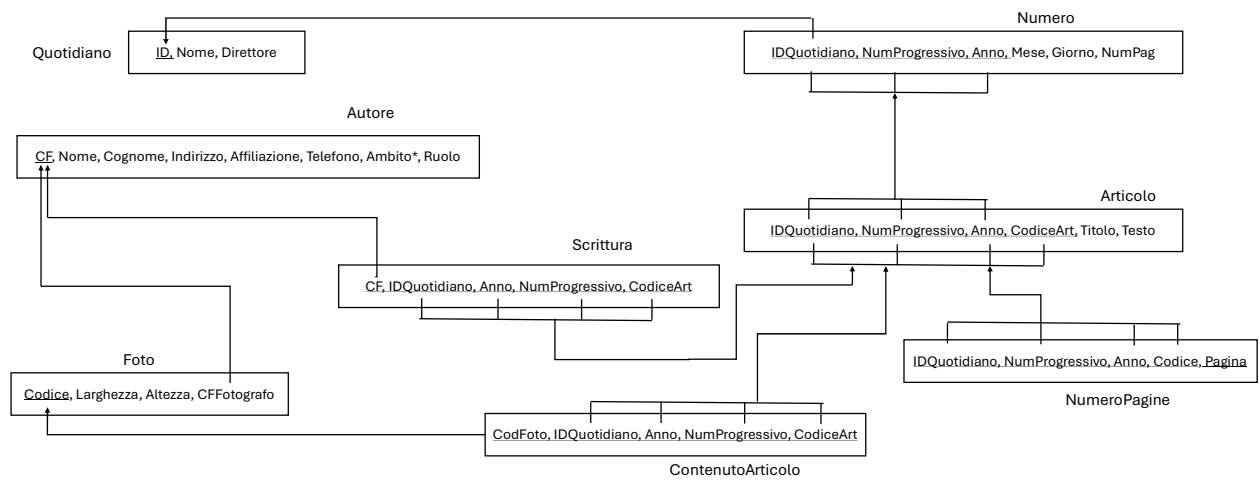 Numero
Quotidiano
ID, Nome, Direttore
IDQuotidiano, NumProgressivo, Anno, Mese, Giorno, NumPag
Autore
CF, Nome, Cognome, Indirizzo, Affiliazione, Telefono, Ambito*, Ruolo
Articolo
IDQuotidiano, NumProgressivo, Anno, CodiceArt, Titolo, Testo
Scrittura
CF, IDQuotidiano, Anno, NumProgressivo, CodiceArt
Foto
Codice, Larghezza, Altezza, CFFotografo
IDQuotidiano, NumProgressivo, Anno, Codice, Pagina
NumeroPagine
CodFoto, IDQuotidiano, Anno, NumProgressivo, CodiceArt
ContenutoArticolo